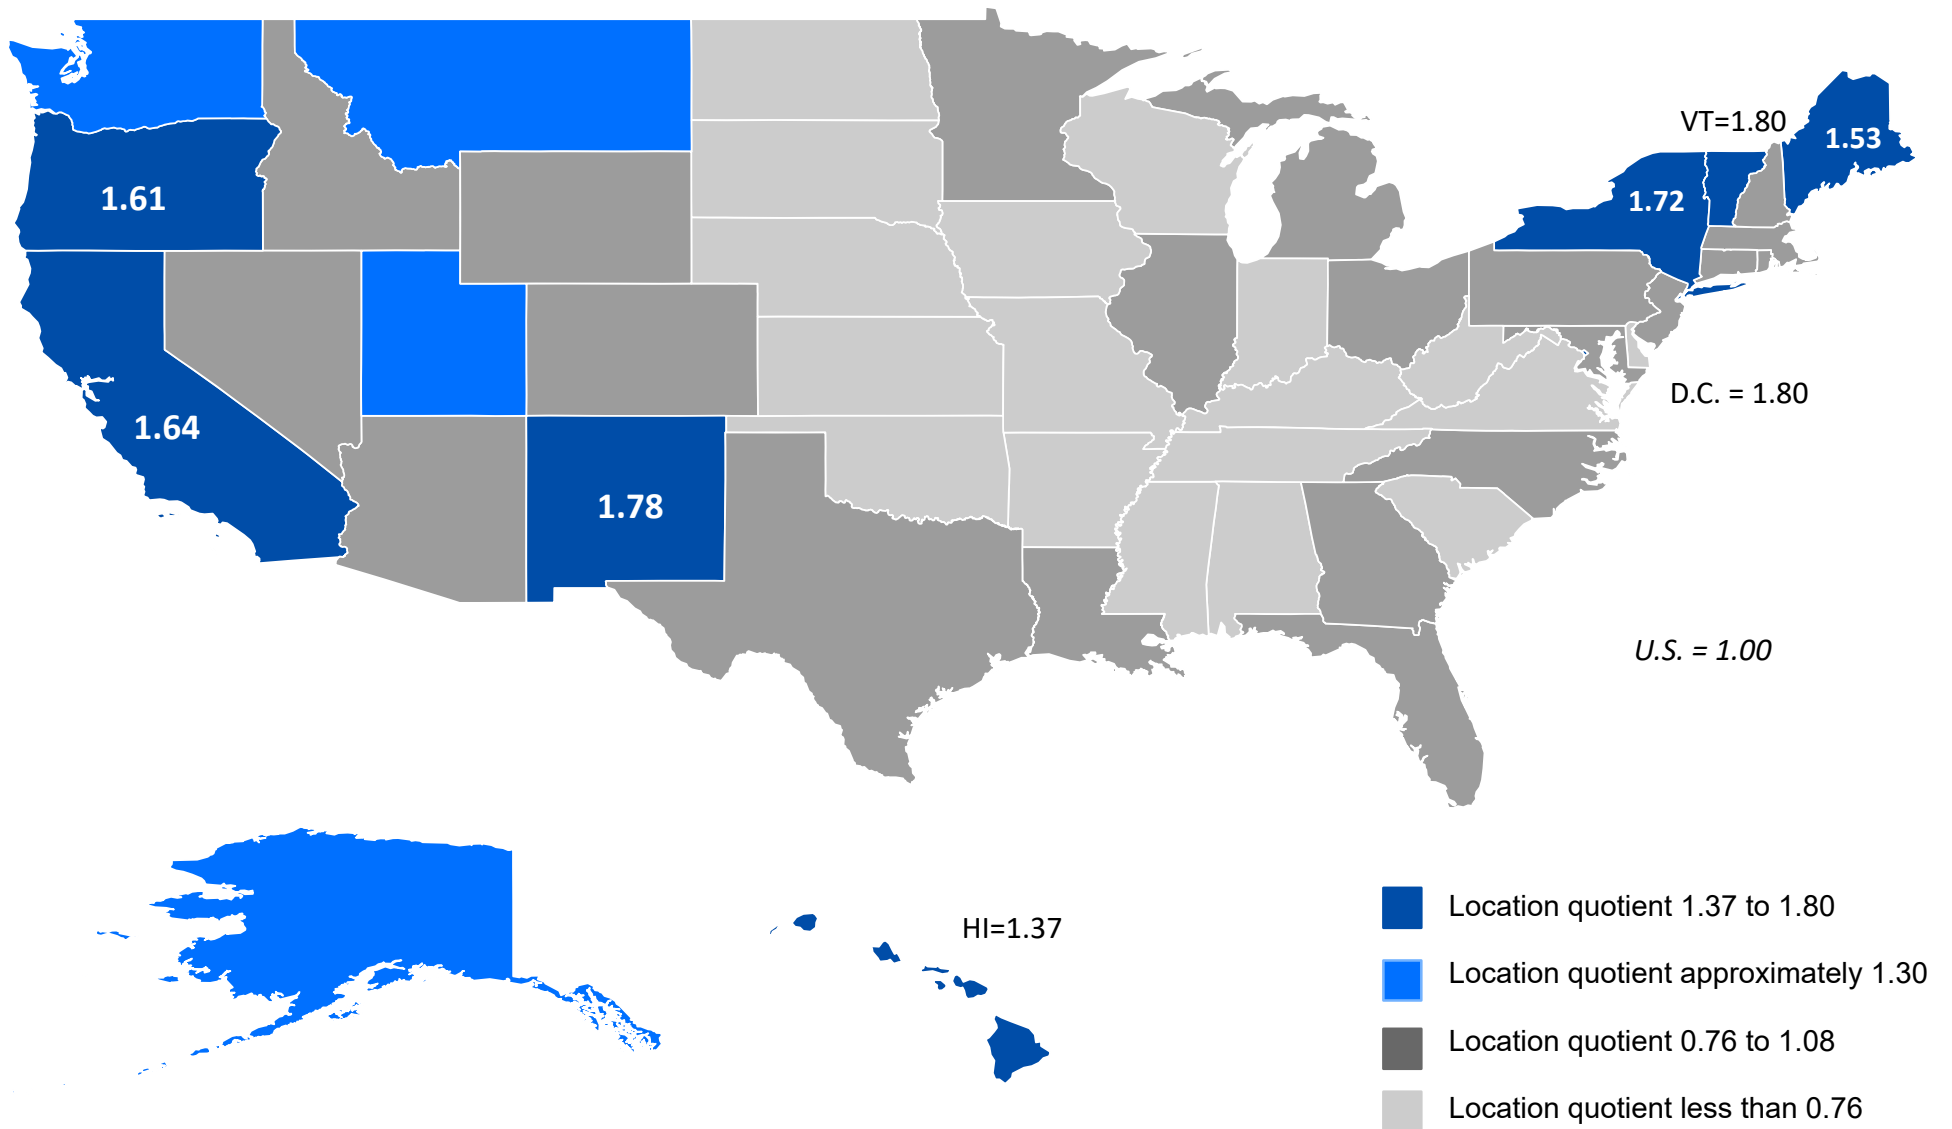 VT=1.80
1.53
1.61
1.72
D.C. = 1.80
1.64
1.78
U.S. = 1.00
HI=1.37
Location quotient 1.37 to 1.80
Location quotient approximately 1.30
Location quotient 0.76 to 1.08
Location quotient less than 0.76